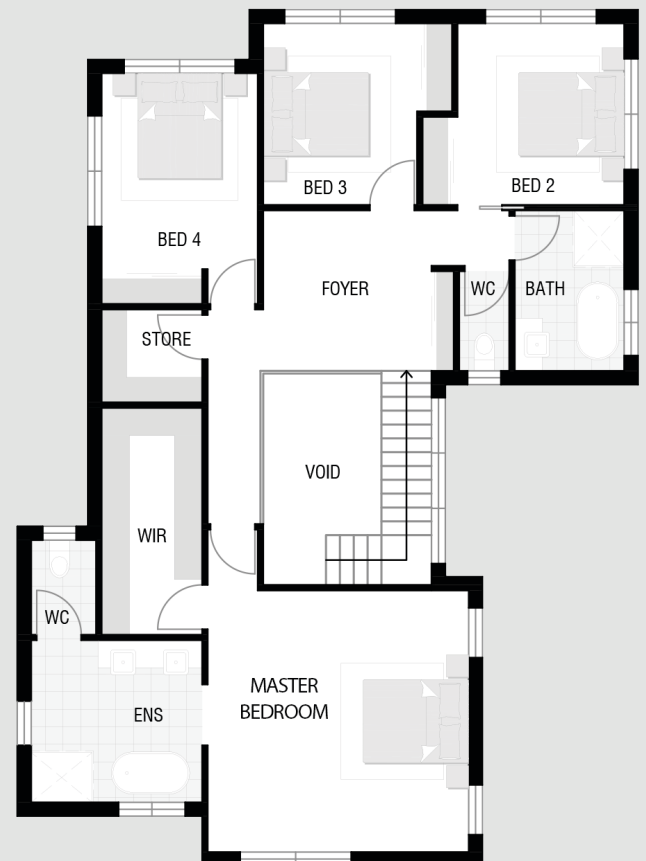 BED 3
BED 2
BED 4
FOYER
WC
BATH
STORE
VOID
WIR
WC
MASTER
BEDROOM
ENS